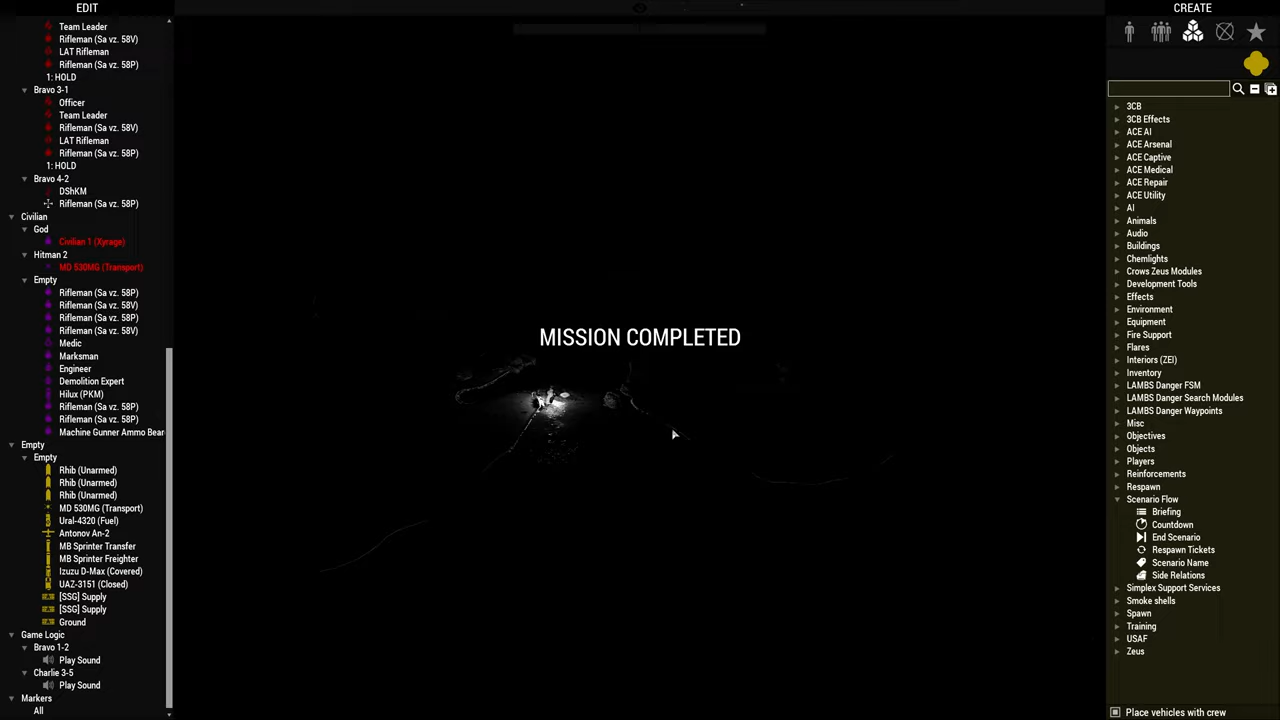 EDIT
Team Leader
Rifleman (Sa vz. 58V)
LAT Rifleman
Rifleman (Sa vz. 58P)
1: HOLD
Bravo 3-1
Officer
Team Leader
Rifleman (Sa vz. 58V)
LAT Rifleman
Rifleman (Sa vz. 58P)
1: HOLD
Bravo 4-2
DShKM
Rifleman (Sa vz. 58P)
Civilian
God
Civilian 1 (Xyrage)
Hitman 2
MD 530MG (Transport)
Empty
Rifleman (Sa vz. 58P)
Rifleman (Sa vz. 58V)
Rifleman (Sa vz. 58P)
Rifleman (Sa vz. 58V)
Medic
Marksman
Engineer
Demolition Expert
Hilux (PKM)
Rifleman (Sa vz. 58P)
Rifleman (Sa vz. 58P)
Machine Gunner Ammo Bear
Empty
Empty
Rhib (Unarmed)
Rhib (Unarmed)
Rhib (Unarmed)
MD 530MG (Transport)
Ural-4320 (Fuel)
Antonov An-2
MB Sprinter Transfer
MB Sprinter Freighter
Izuzu D-Max (Covered)
UAZ-3151 (Closed)
[SSG] Supply
[SSG] Supply
Ground
Game Logic
Bravo 1-2
Play Sound
Charlie 3-5
Play Sound
Markers
All
MISSION COMPLETED
CREATE
3CB
3CB Effects
ACE AI
ACE Arsenal
ACE Captive
ACE Medical
ACE Repair
ACE Utility
AI
Animals
Audio
Buildings
Chemlights
Crows Zeus Modules
Development Tools
Effects
Environment
Equipment
Fire Support
Flares
Interiors (ZEI)
Inventory
LAMBS Danger FSM
LAMBS Danger Search Modules
LAMBS Danger Waypoints
Misc
Objectives
Objects
Players
Reinforcements
Respawn
Scenario Flow
Briefing
Countdown
End Scenario
Respawn Tickets
Scenario Name
Side Relations
Simplex Support Services
Smoke shells
Spawn
Training
USAF
Zeus
Place vehicles with crew